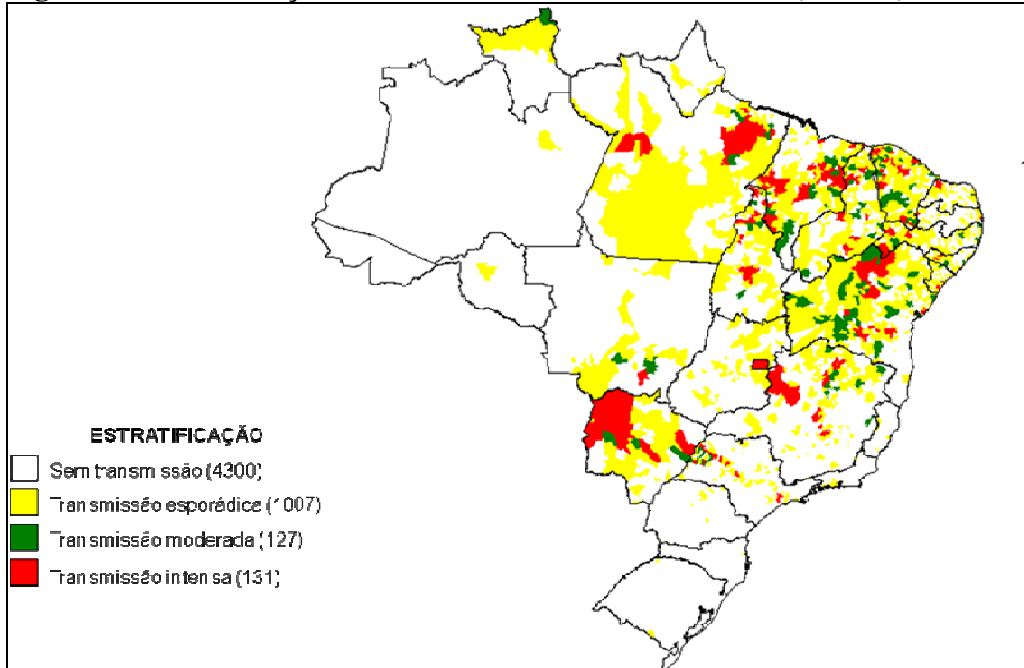 ESTRATIFICAÇÃO
Sem transmissão (4300)
Transmissão esporádica (1007)
Transmissão moderada (127)
Transmissão intensa (131)